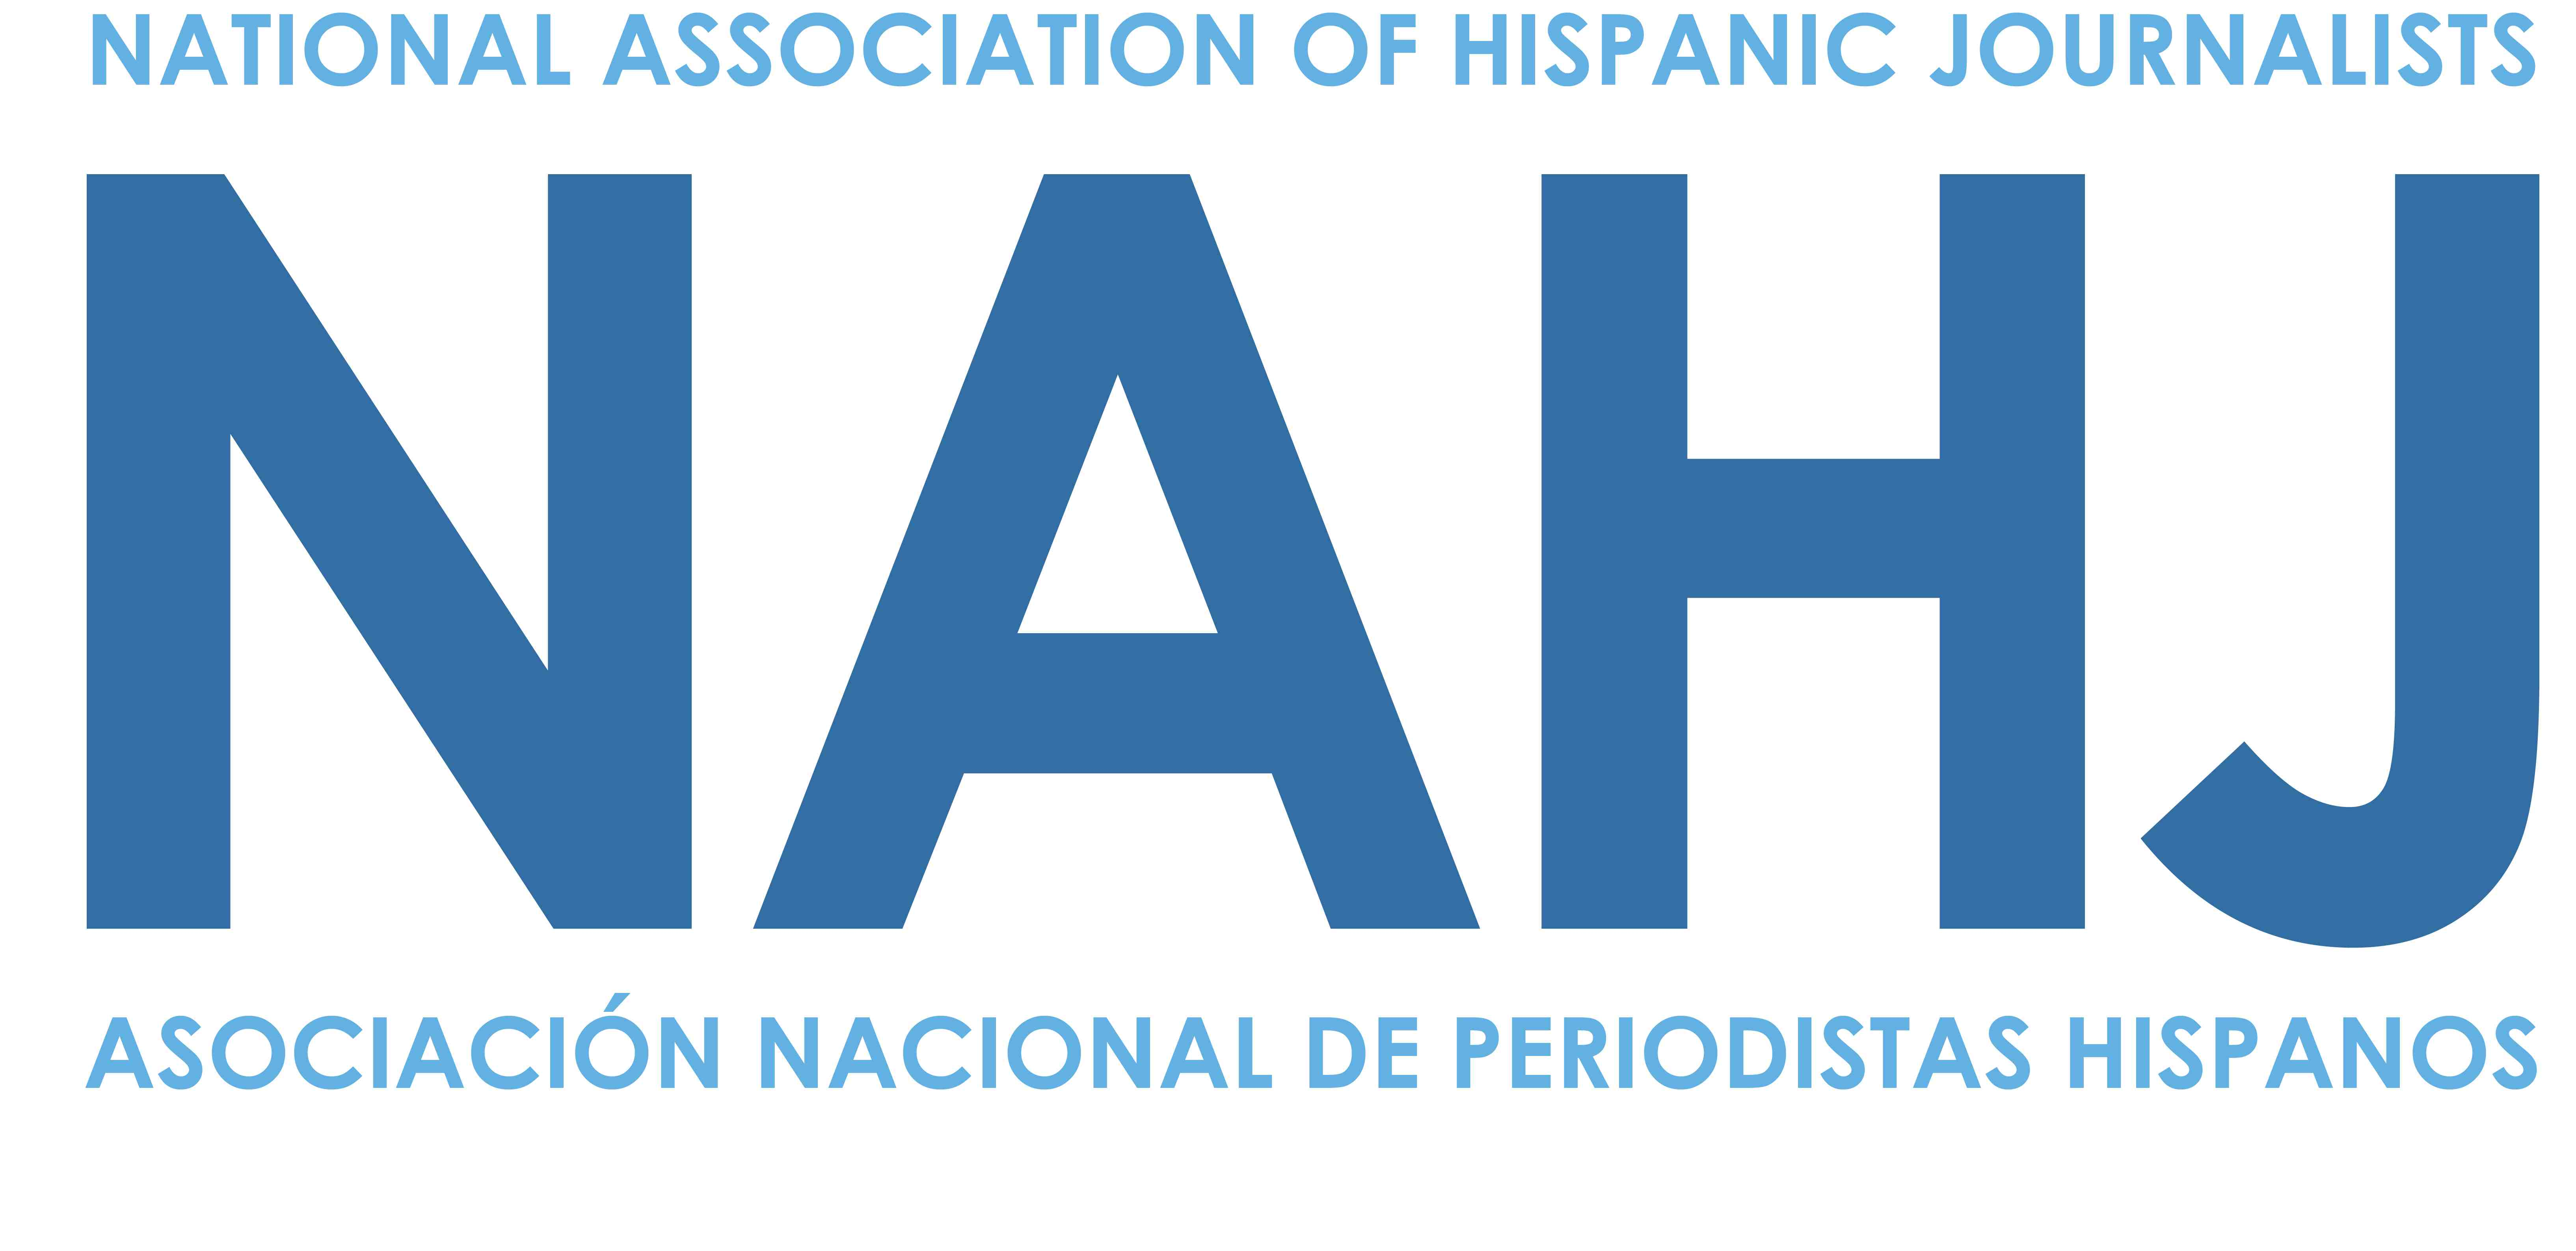 NATIONAL ASSOCIATION OF HISPANIC JOURNALISTS
NAHJ
ASOCIACIÓN NACIONAL DE PERIODISTAS HISPANOS